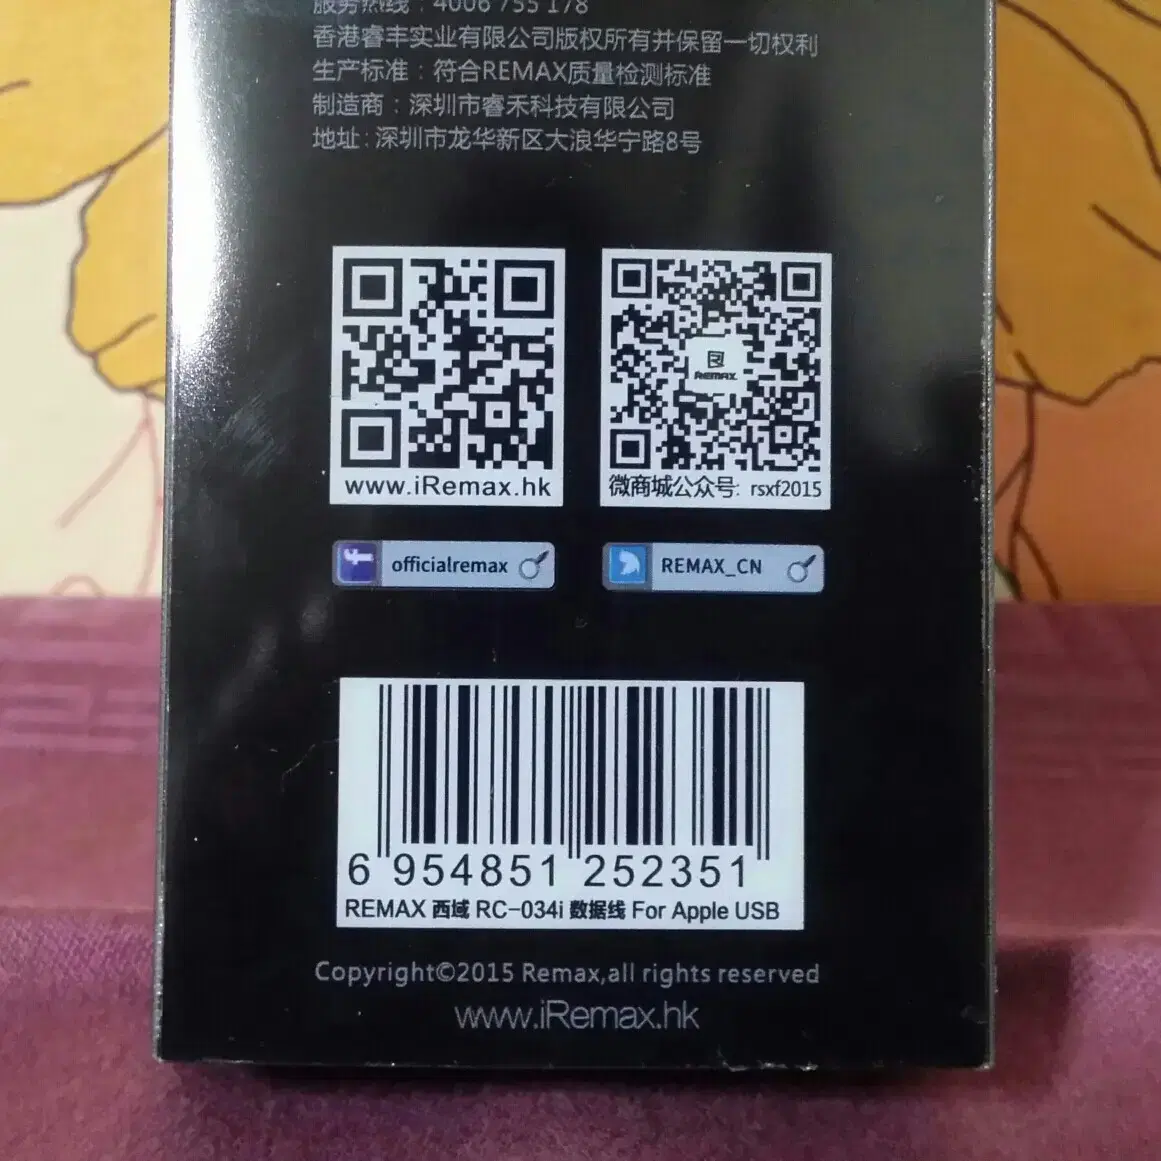 服务热线：4006 755 178
香港睿丰实业有限公司版权所有并保留一切权利
生产标准：符合REMAX质量检测标准
制造商：深圳市睿禾科技有限公司
地址：深圳市龙华新区大浪华宁路8号
REMAX
www.iRemax.hk
微商城公众号: rsxf2015
officialremax
REMAX_CN
6 954851 252351
REMAX 西域 RC-034i 数据线 For Apple USB
Copyright©2015 Remax,all rights reserved
www.iRemax.hk